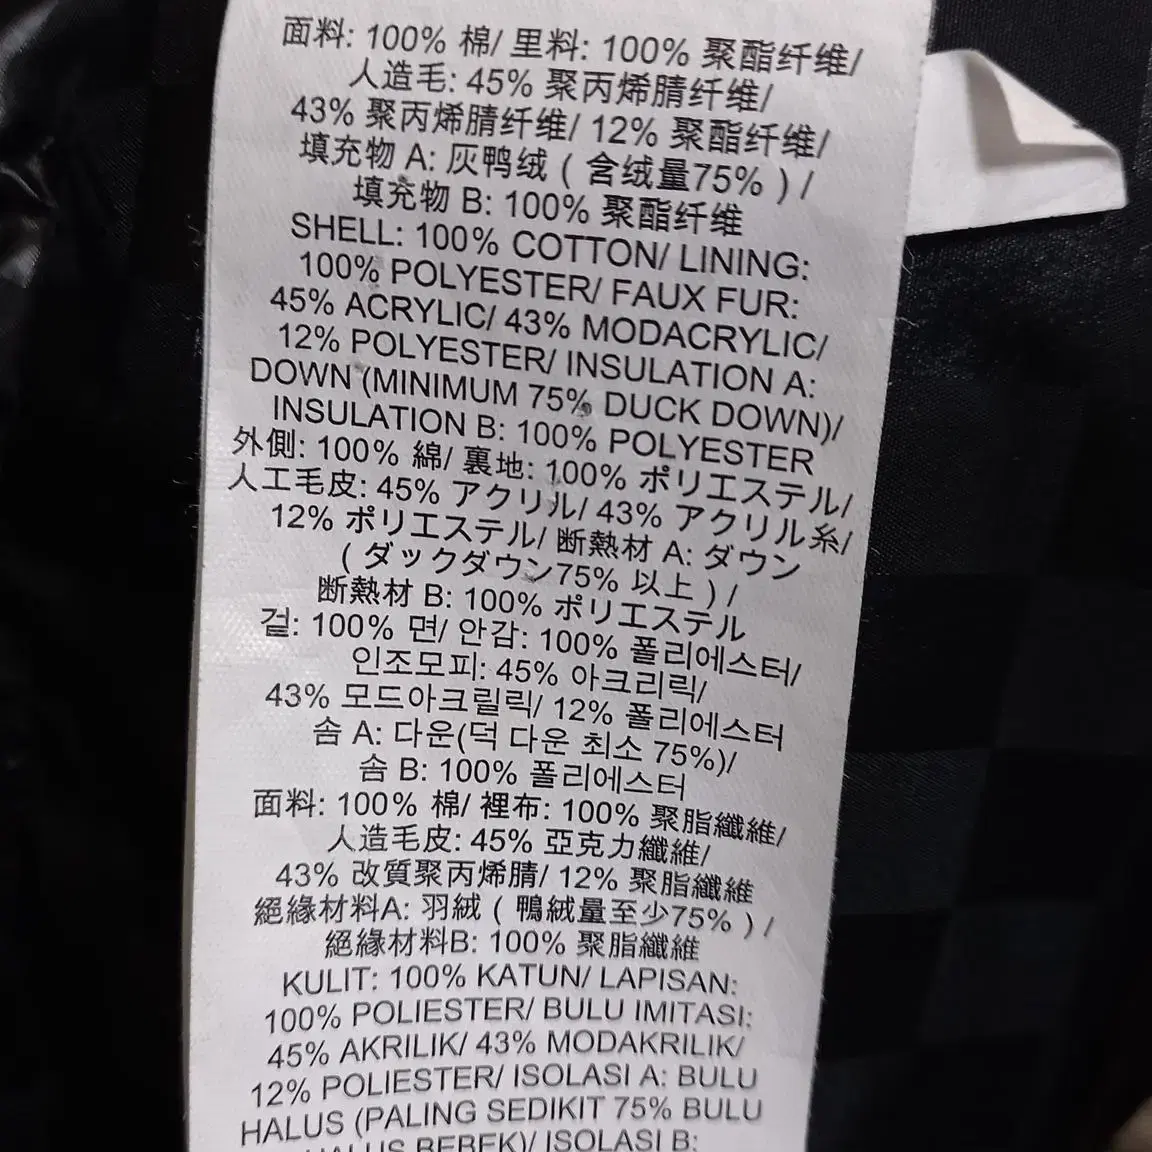 面料: 100% 棉/ 里料: 100% 聚酯纤维/
人造毛: 45% 聚丙烯腈纤维/
43% 聚丙烯腈纤维/ 12% 聚酯纤维/
填充物 A: 灰鸭绒 ( 含绒量75% ) /
填充物 B: 100% 聚酯纤维
SHELL: 100% COTTON/ LINING:
100% POLYESTER/ FAUX FUR:
45% ACRYLIC/ 43% MODACRYLIC/
12% POLYESTER/ INSULATION A:
DOWN (MINIMUM 75% DUCK DOWN)/
INSULATION B: 100% POLYESTER
外側: 100% 綿/ 裏地: 100% ポリエステル/
人工毛皮: 45% アクリル/ 43% アクリル糸/
12% ポリエステル/ 断熱材 A: ダウン
( ダックダウン75% 以上 ) /
断熱材 B: 100% ポリエステル
겉: 100% 면/ 안감: 100% 폴리에스터/
인조모피: 45% 아크리릭/
43% 모드아크릴릭/ 12% 폴리에스터
솜 A: 다운(덕 다운 최소 75%)/
솜 B: 100% 폴리에스터
面料: 100% 棉/ 裡布: 100% 聚脂纖維/
人造毛皮: 45% 亞克力纖維/
43% 改質聚丙烯腈/ 12% 聚脂纖維
絕緣材料A: 羽絨 ( 鴨絨量至少75% ) /
絕緣材料B: 100% 聚脂纖維
KULIT: 100% KATUN/ LAPISAN:
100% POLIESTER/ BULU IMITASI:
45% AKRILIK/ 43% MODAKRILIK/
12% POLIESTER/ ISOLASI A: BULU
HALUS (PALING SEDIKIT 75% BULU
HALUS BEBEK)/ ISOLASI B: